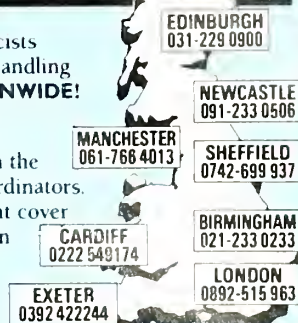 cists
andling
NWIDE!
n the
rdinators.
t cover
n
EDINBURGH
031-229 0900
NEWCASTLE
091-233 0506
MANCHESTER
061-766 4013
SHEFFIELD
0742-699 937
BIRMINGHAM
021-233 0233
CARDIFF
0222 549174
LONDON
0892-515 963
EXETER
0392 422244